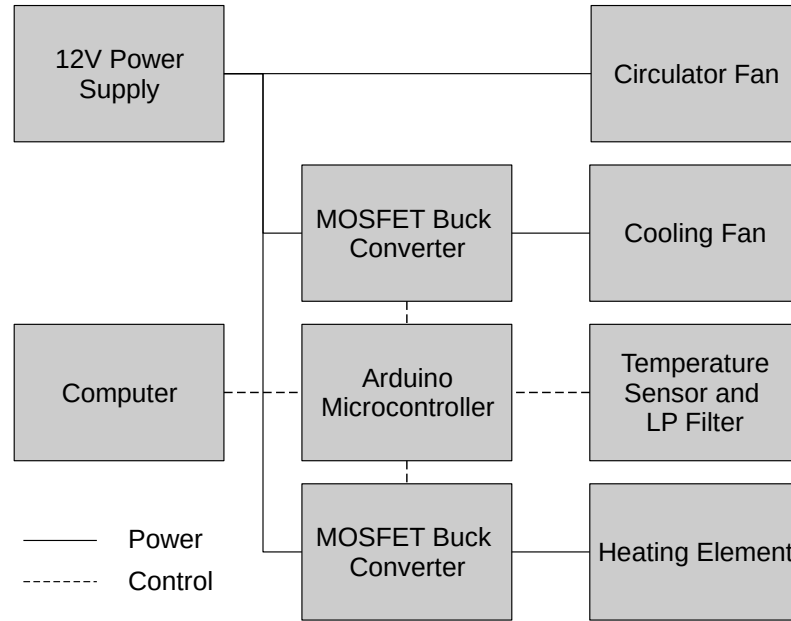 12V Power
Supply
Circulator Fan
MOSFET Buck
Converter
Cooling Fan
Computer
Arduino
Microcontroller
Temperature
Sensor and
LP Filter
MOSFET Buck
Converter
Heating Element
Power
Control